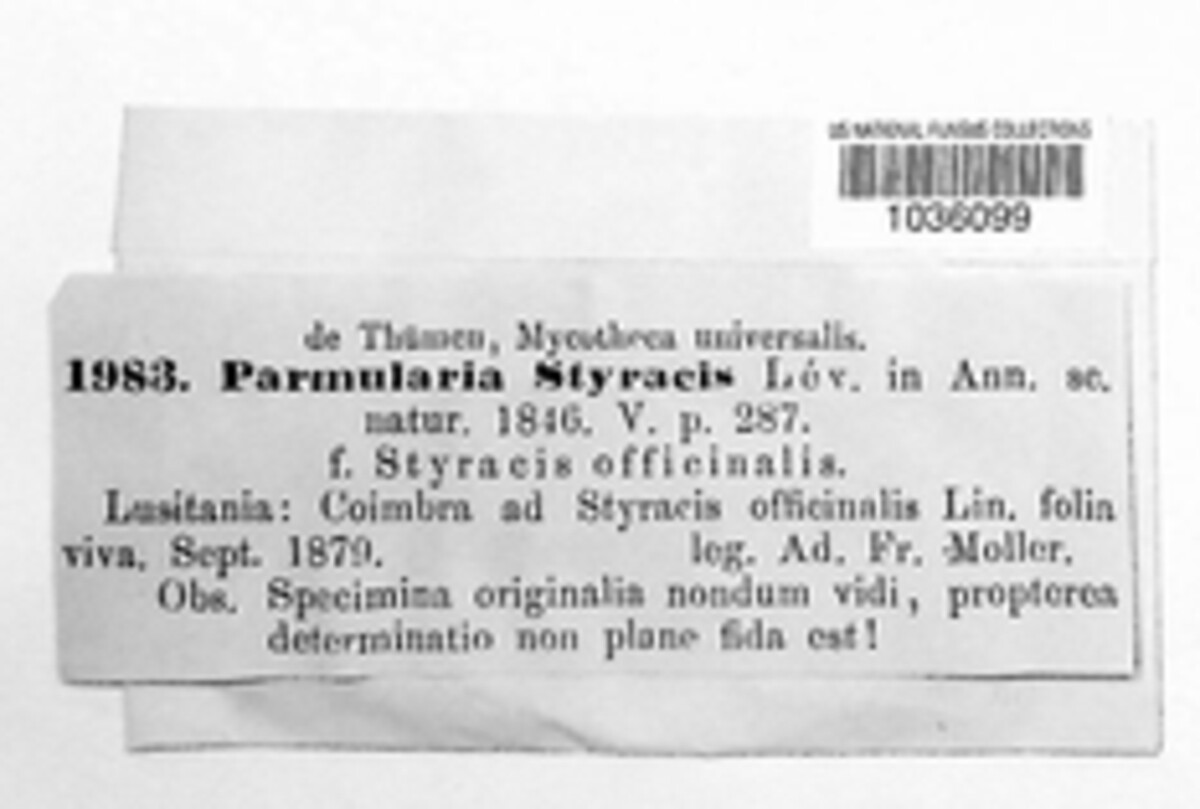 US NATIONAL FUNGUS COLLECTIONS
1036099
de Thümen, Mycotheca universalis.
1983. Parmularia Styracis Lév. in Ann. sc.
natur. 1846. V. p. 287.
f. Styracis officinalis.
Lusitania: Coimbra ad Styracis officinalis Lin. folia
viva. Sept. 1879. leg. Ad. Fr. Moller.
Obs. Specimina originalia nondum vidi, propterea
determinatio non plane fida est!